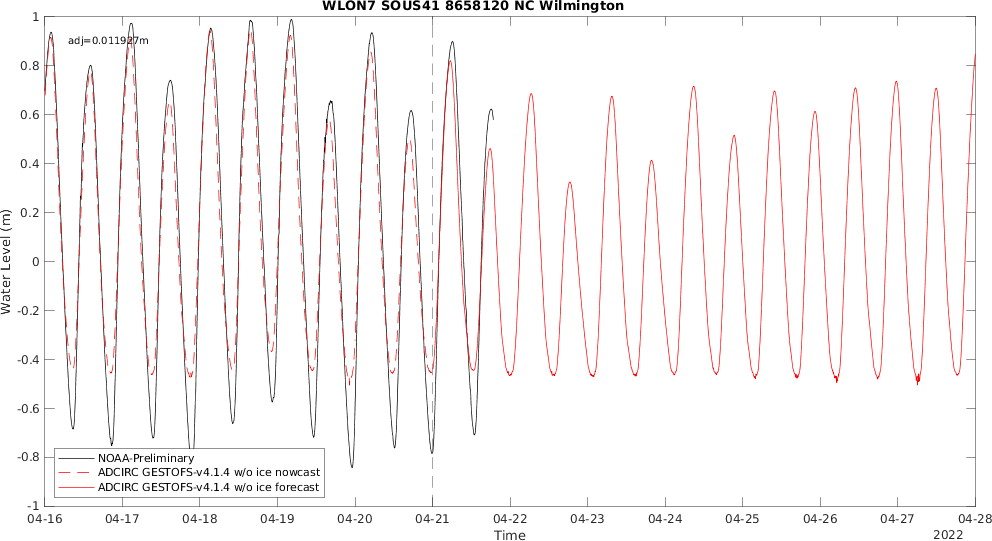 WLON7 SOUS41 8658120 NC Wilmington
adj=0.011927m
1
0.8
0.6
0.4
0.2
0
-0.2
-0.4
-0.6
-0.8
-1
Water Level (m)
NOAA-Preliminary
ADCIRC GESTOFS-v4.1.4 w/o ice nowcast
ADCIRC GESTOFS-v4.1.4 w/o ice forecast
04-16 04-17 04-18 04-19 04-20 04-21 04-22 04-23 04-24 04-25 04-26 04-27 04-28
Time
2022